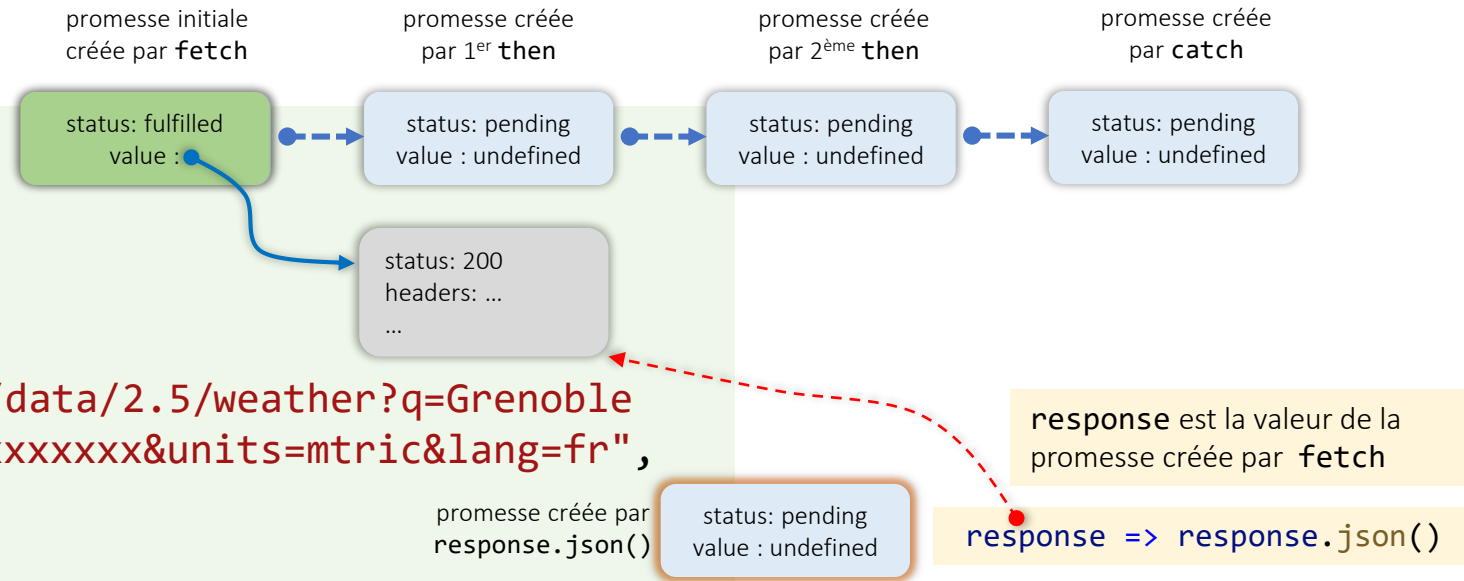 promesse initiale
créée par fetch
promesse créée
par 1er then
promesse créée
par 2ème then
promesse créée
par catch
status: fulfilled
value :
status: pending
value : undefined
status: pending
value : undefined
status: pending
value : undefined
status: 200
headers: ...
...
/data/2.5/weather?q=Grenoble
xxxxxxx&units=mtric&lang=fr",
response est la valeur de la
promesse créée par fetch
promesse créée par
response.json()
status: pending
value : undefined
response => response.json()